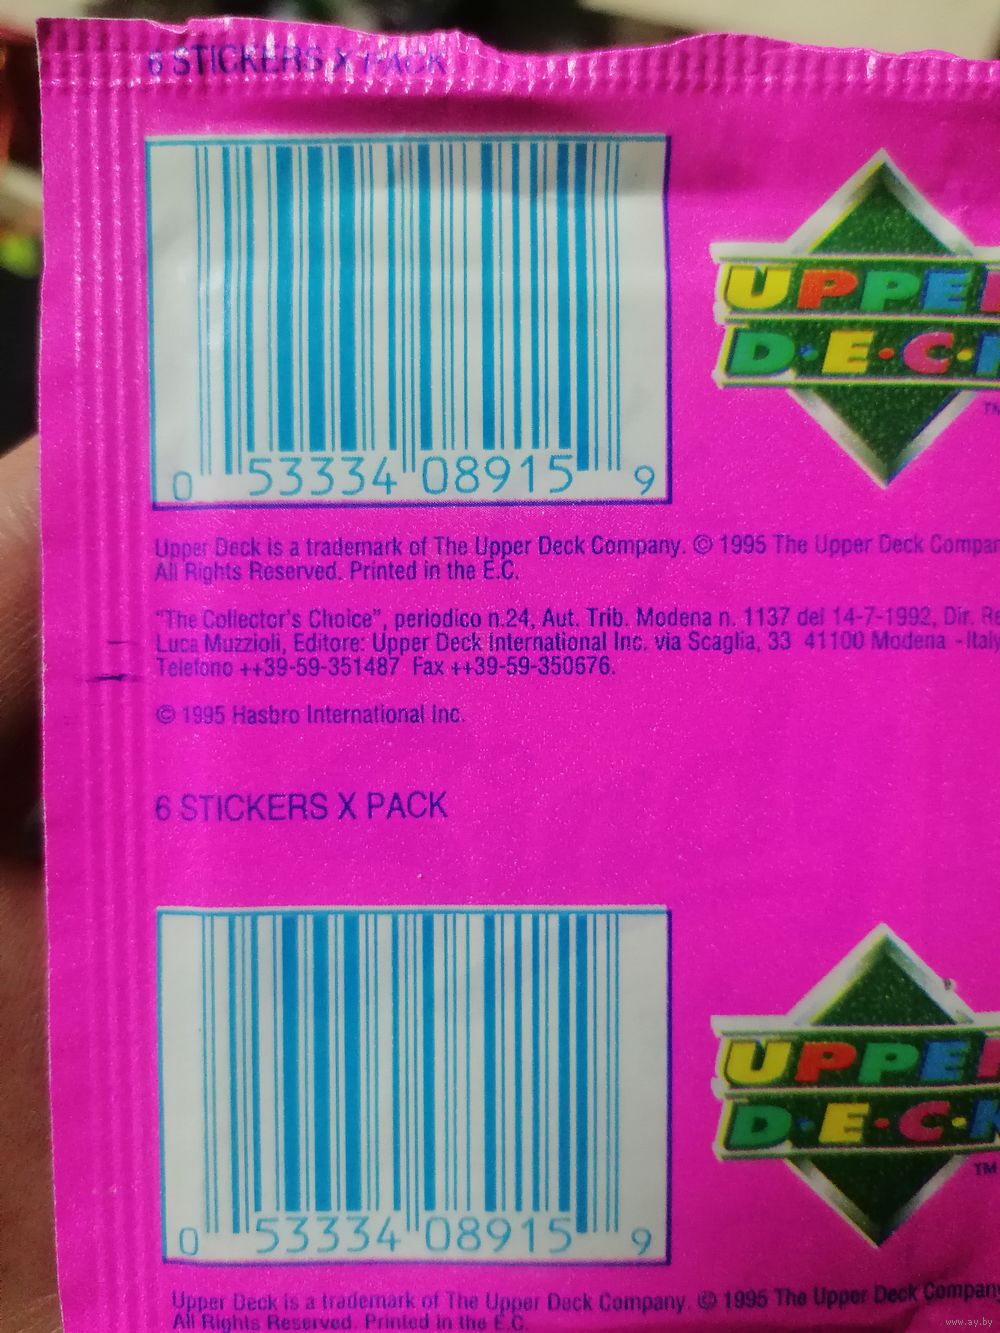 6 STICKERS X PACK
0 53334 08915 9
UPPER
D·E·C·K
TM
Upper Deck is a trademark of The Upper Deck Company. © 1995 The Upper Deck Compan
All Rights Reserved. Printed in the E.C.
"The Collector's Choice", periodico n.24, Aut. Trib. Modena n. 1137 del 14-7-1992, Dir. Re
Luca Muzzioli, Editore: Upper Deck International Inc. via Scaglia, 33 41100 Modena - Italy
Telefono ++39-59-351487 Fax ++39-59-350676.
© 1995 Hasbro International Inc.
6 STICKERS X PACK
0 53334 08915 9
UPPER
D·E·C·K
TM
Upper Deck is a trademark of The Upper Deck Company. © 1995 The Upper Deck Company
All Rights Reserved. Printed in the E.C.
www.ay.by